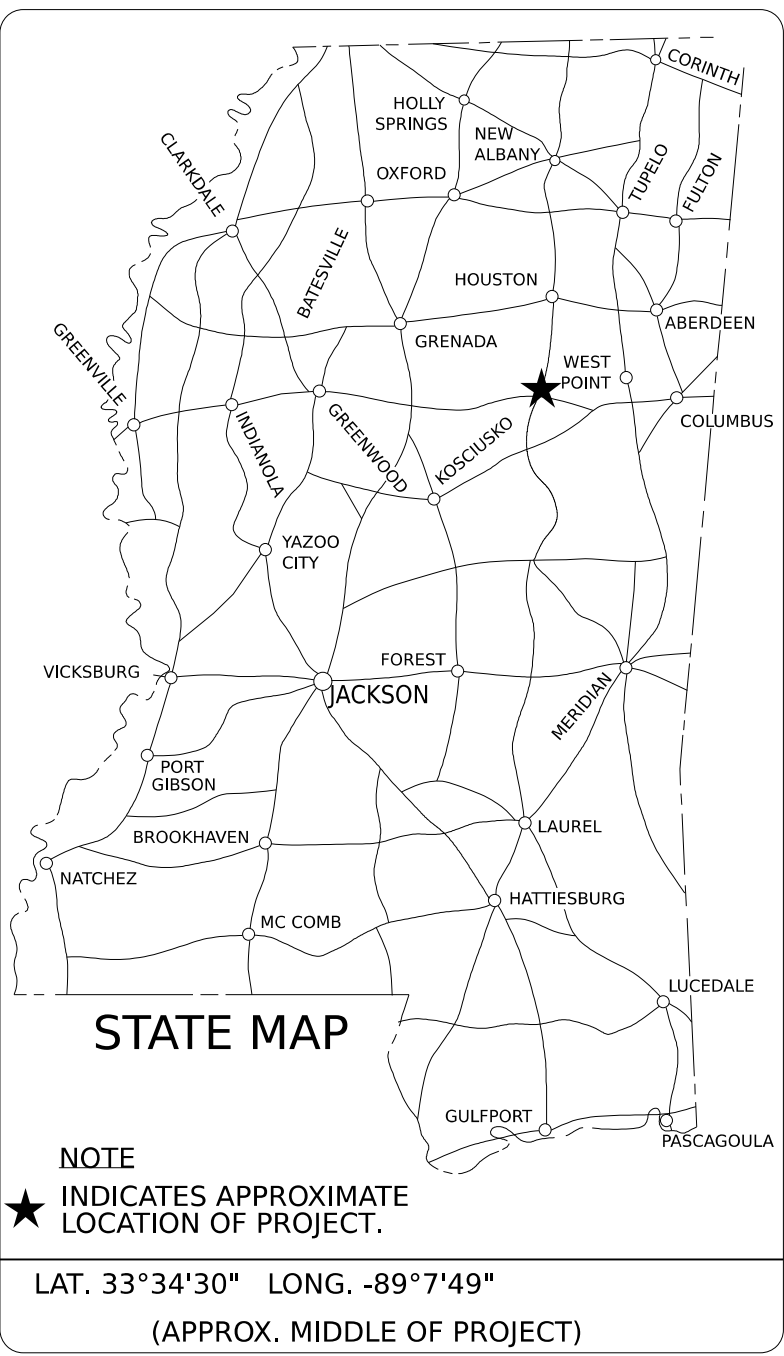 CORINTH
HOLLY
SPRINGS
NEW
ALBANY
CLARKDALE
OXFORD
TUPELO
FULTON
BATESVILLE
HOUSTON
ABERDEEN
GREENVILLE
GRENADA
WEST
POINT
INDIANOLA
GREENWOOD
KOSCIUSKO
COLUMBUS
YAZOO
CITY
VICKSBURG
FOREST
JACKSON
MERIDIAN
PORT
GIBSON
BROOKHAVEN
LAUREL
NATCHEZ
HATTIESBURG
MC COMB
LUCEDALE
STATE MAP
GULFPORT
PASCAGOULA
NOTE
INDICATES APPROXIMATE
LOCATION OF PROJECT.
LAT. 33°34'30" LONG. -89°7'49"
(APPROX. MIDDLE OF PROJECT)